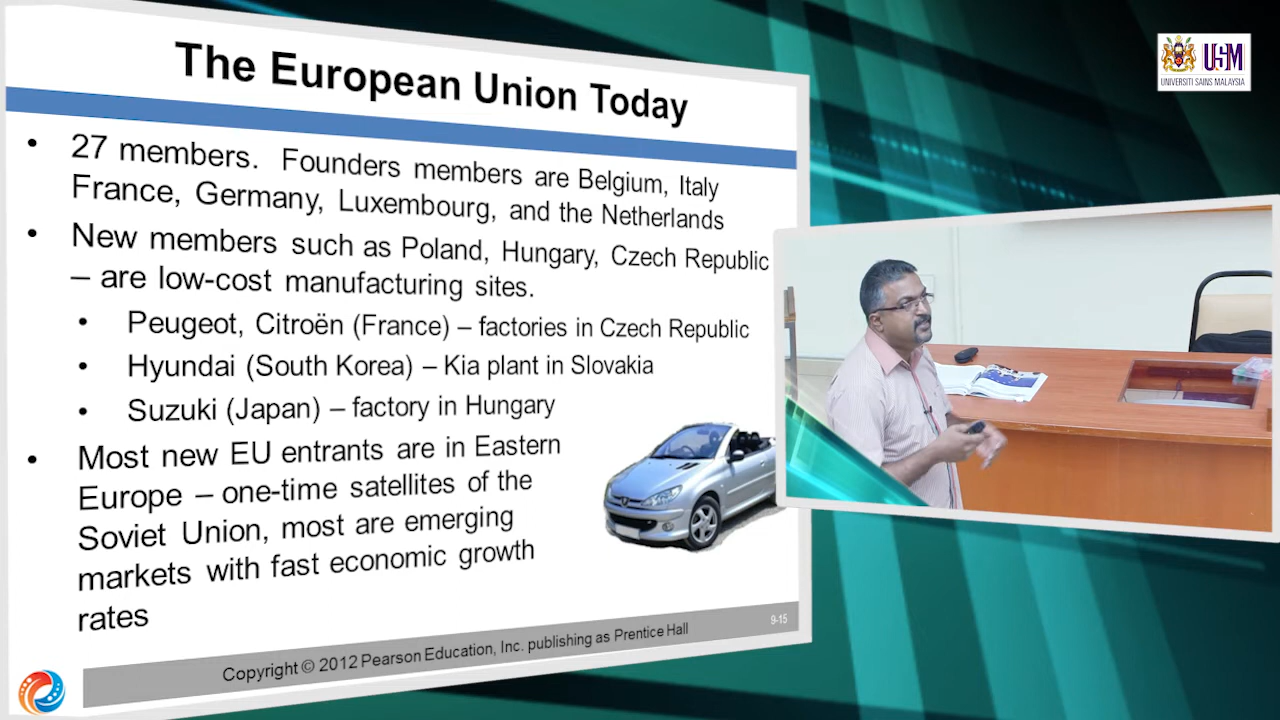 The European Union Today
• 27 members. Founders members are Belgium, Italy
France, Germany, Luxembourg, and the Netherlands
• New members such as Poland, Hungary, Czech Republic
– are low-cost manufacturing sites.
• Peugeot, Citroën (France) – factories in Czech Republic
• Hyundai (South Korea) – Kia plant in Slovakia
• Suzuki (Japan) – factory in Hungary
• Most new EU entrants are in Eastern
Europe – one-time satellites of the
Soviet Union, most are emerging
markets with fast economic growth
rates
Copyright © 2012 Pearson Education, Inc. publishing as Prentice Hall
9-15
USM
UNIVERSITI SAINS MALAYSIA